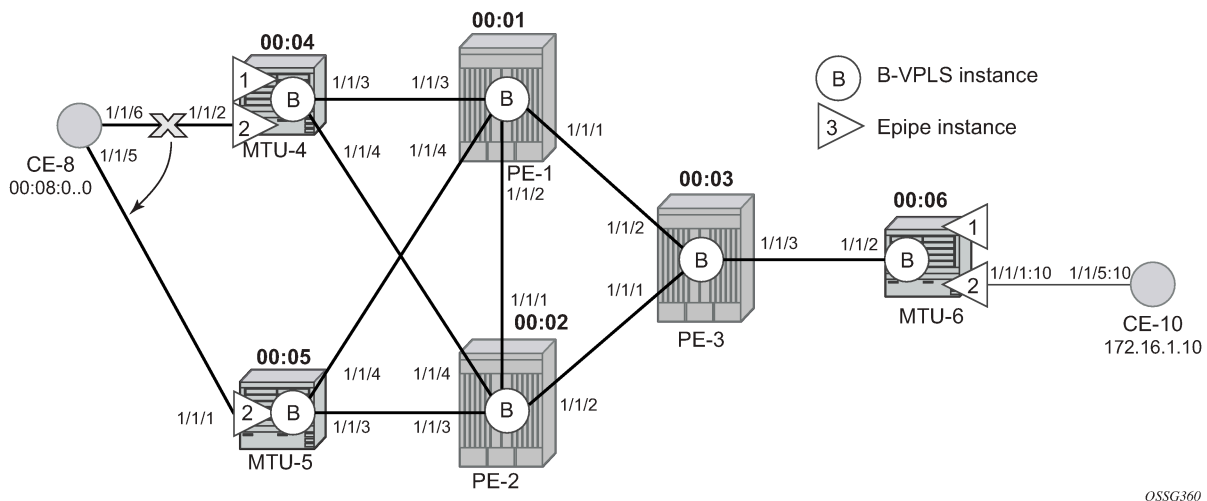 00:01
00:04
1
B
2
MTU-4
1/1/3
1/1/3
B
PE-1
1/1/6
1/1/2
CE-8
00:08:0..0
1/1/5
1/1/4
1/1/4
1/1/2
1/1/1
B
B-VPLS instance
3
Epipe instance
00:03
1/1/2
B
1/1/1
PE-3
1/1/3
1/1/2
00:06
B
1
2
MTU-6
1/1/1:10
1/1/5:10
CE-10
172.16.1.10
1/1/1
00:02
00:05
1/1/1
2
B
MTU-5
1/1/4
1/1/3
1/1/4
1/1/3
B
PE-2
1/1/2
OSSG360